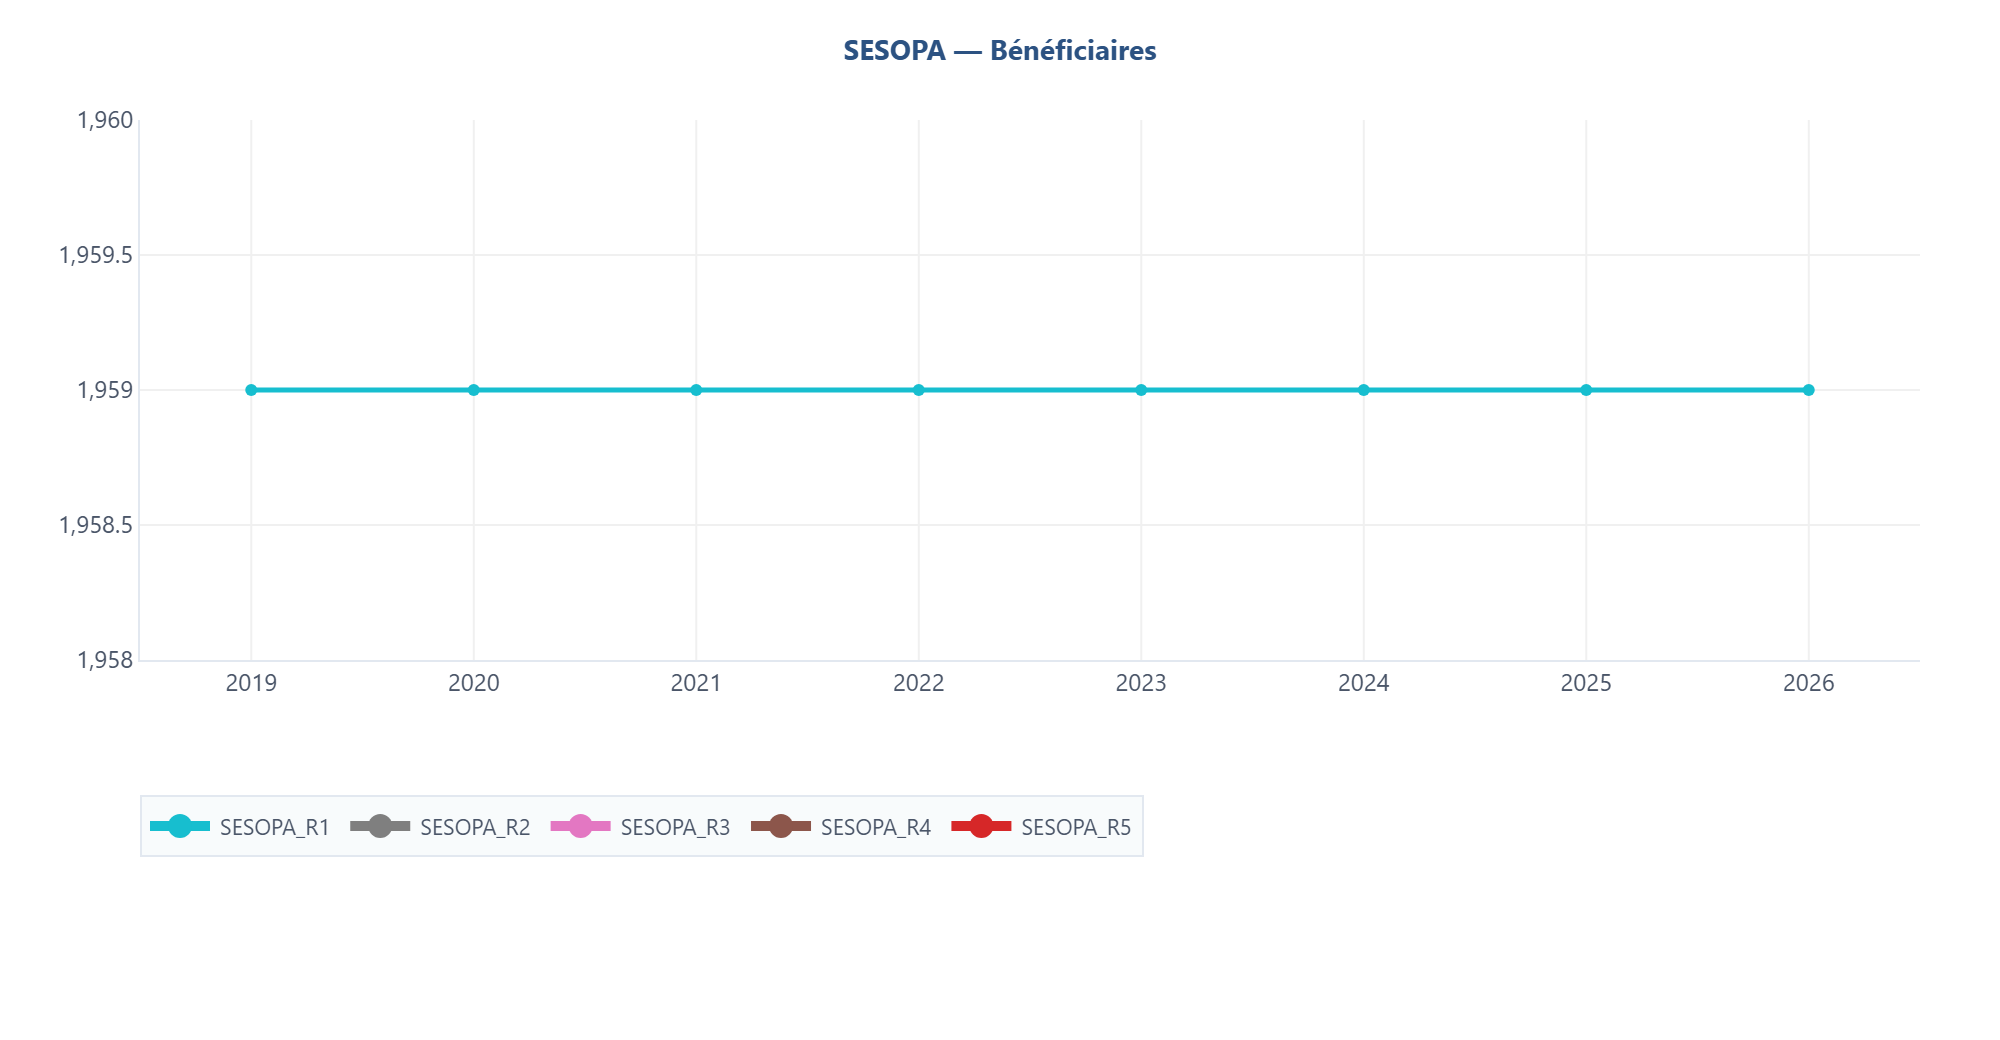 SESOPA — Bénéficiaires
1,960
1,959.5
1,959
1,958.5
1,958
2019 2020 2021 2022 2023 2024 2025 2026
SESOPA_R1 SESOPA_R2 SESOPA_R3 SESOPA_R4 SESOPA_R5